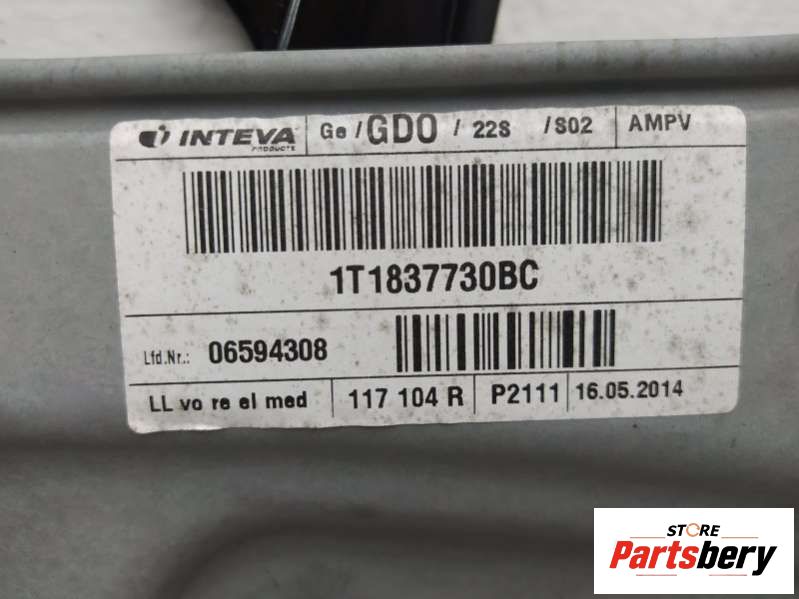 INTEVA PRODUCTS Ge /GDO / 22S /S02 AMPV
1T1837730BC
Lfd.Nr.: 06594308
LL vo re el med 117 104 R P2111 16.05.2014
STORE
Partsbery